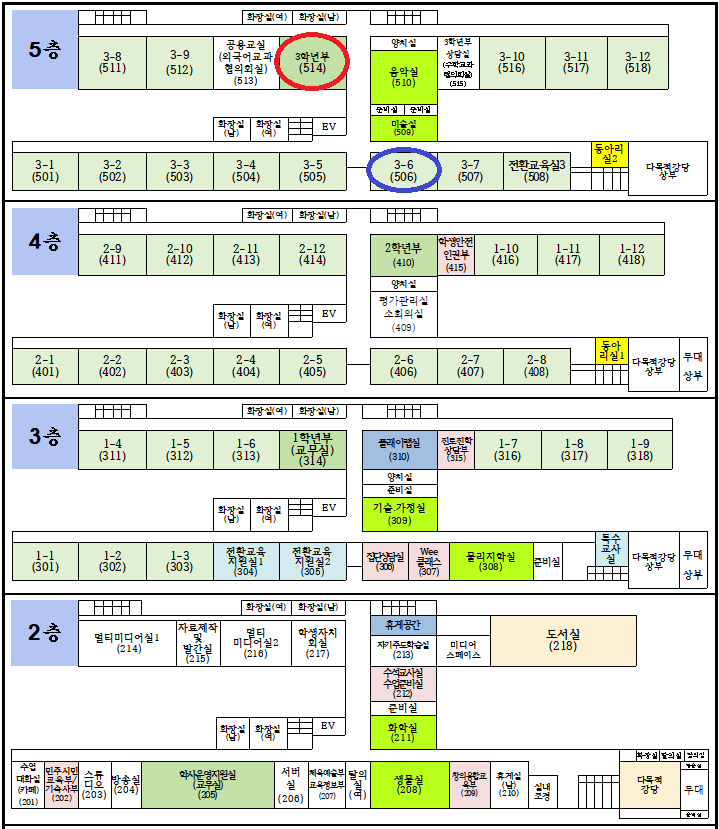 화장실(여) 화장실(남)
5층
3-8
(511)
3-9
(512)
공용교실
(외국어교과
협의회실)
(513)
3학년부
(514)
양치실
음악실
(510)
준비실 준비실
미술실
(509)
3학년부
상담실
(수학교과
협의회실)
(515)
3-10
(516)
3-11
(517)
3-12
(518)
화장실
(남)
화장실
(여)
EV
3-1
(501)
3-2
(502)
3-3
(503)
3-4
(504)
3-5
(505)
3-6
(506)
3-7
(507)
전환교육실3
(508)
동아리
실2
다목적강당
상부
화장실(여) 화장실(남)
4층
2-9
(411)
2-10
(412)
2-11
(413)
2-12
(414)
2학년부
(410)
학생안전
인권부
(415)
1-10
(416)
1-11
(417)
1-12
(418)
양치실
평가관리실
소회의실
(409)
화장실
(남)
화장실
(여)
EV
2-1
(401)
2-2
(402)
2-3
(403)
2-4
(404)
2-5
(405)
2-6
(406)
2-7
(407)
2-8
(408)
동아
리실1
다목적강당
상부
무대
상부
화장실(여) 화장실(남)
3층
1-4
(311)
1-5
(312)
1-6
(313)
1학년부
(교무실)
(314)
플레이랩실
(310)
진로진학
상담부
(315)
1-7
(316)
1-8
(317)
1-9
(318)
양치실
준비실
기술.가정실
(309)
화장실
(남)
화장실
(여)
EV
1-1
(301)
1-2
(302)
1-3
(303)
전환교육
지원실1
(304)
전환교육
지원실2
(305)
집단상담실
(306)
Wee
클래스
(307)
물리지학실
(308)
준비실
특수
교사
실
다목적강당
상부
무대
상부
화장실(여) 화장실(남)
2층
멀티미디어실1
(214)
자료제작
및
발간실
(215)
멀티
미디어실2
(216)
학생자치
회실
(217)
휴게공간
자기주도학습실
(213)
미디어
스페이스
도서실
(218)
수석교사실
수업준비실
(212)
준비실
화학실
(211)
화장실
(남)
화장실
(여)
EV
수업
대화실
(카페)
(201)
민주시민
교육부/
기숙사부
(202)
스튜
디오
(203)
방송실
(204)
학사운영지원실
(교무실)
(205)
서버
실
(206)
체육예술부
교육정보부
(207)
탈의
실
(여)
생물실
(208)
창의융합교
육부
(209)
휴게실
(남)
(210)
실내
조경
화장실 탈의실
다목적
강당
무대